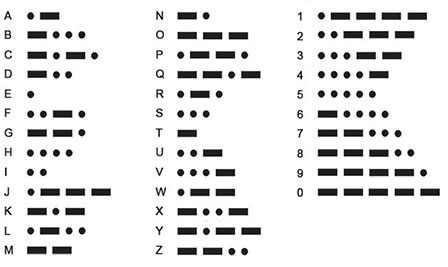 A ● ▬
B ▬ ● ● ●
C ▬ ● ▬ ●
D ▬ ● ●
E ●
F ● ● ▬ ●
G ▬ ▬ ●
H ● ● ● ●
I ● ●
J ● ▬ ▬ ▬
K ▬ ● ▬
L ● ▬ ● ●
M ▬ ▬
N ▬ ●
O ▬ ▬ ▬
P ● ▬ ▬ ●
Q ▬ ▬ ● ▬
R ● ▬ ●
S ● ● ●
T ▬
U ● ● ▬
V ● ● ● ▬
W ● ▬ ▬
X ▬ ● ● ▬
Y ▬ ● ▬ ▬
Z ▬ ▬ ● ●
1 ● ▬ ▬ ▬ ▬
2 ● ● ▬ ▬ ▬
3 ● ● ● ▬ ▬
4 ● ● ● ● ▬
5 ● ● ● ● ●
6 ▬ ● ● ● ●
7 ▬ ▬ ● ● ●
8 ▬ ▬ ▬ ● ●
9 ▬ ▬ ▬ ▬ ●
0 ▬ ▬ ▬ ▬ ▬